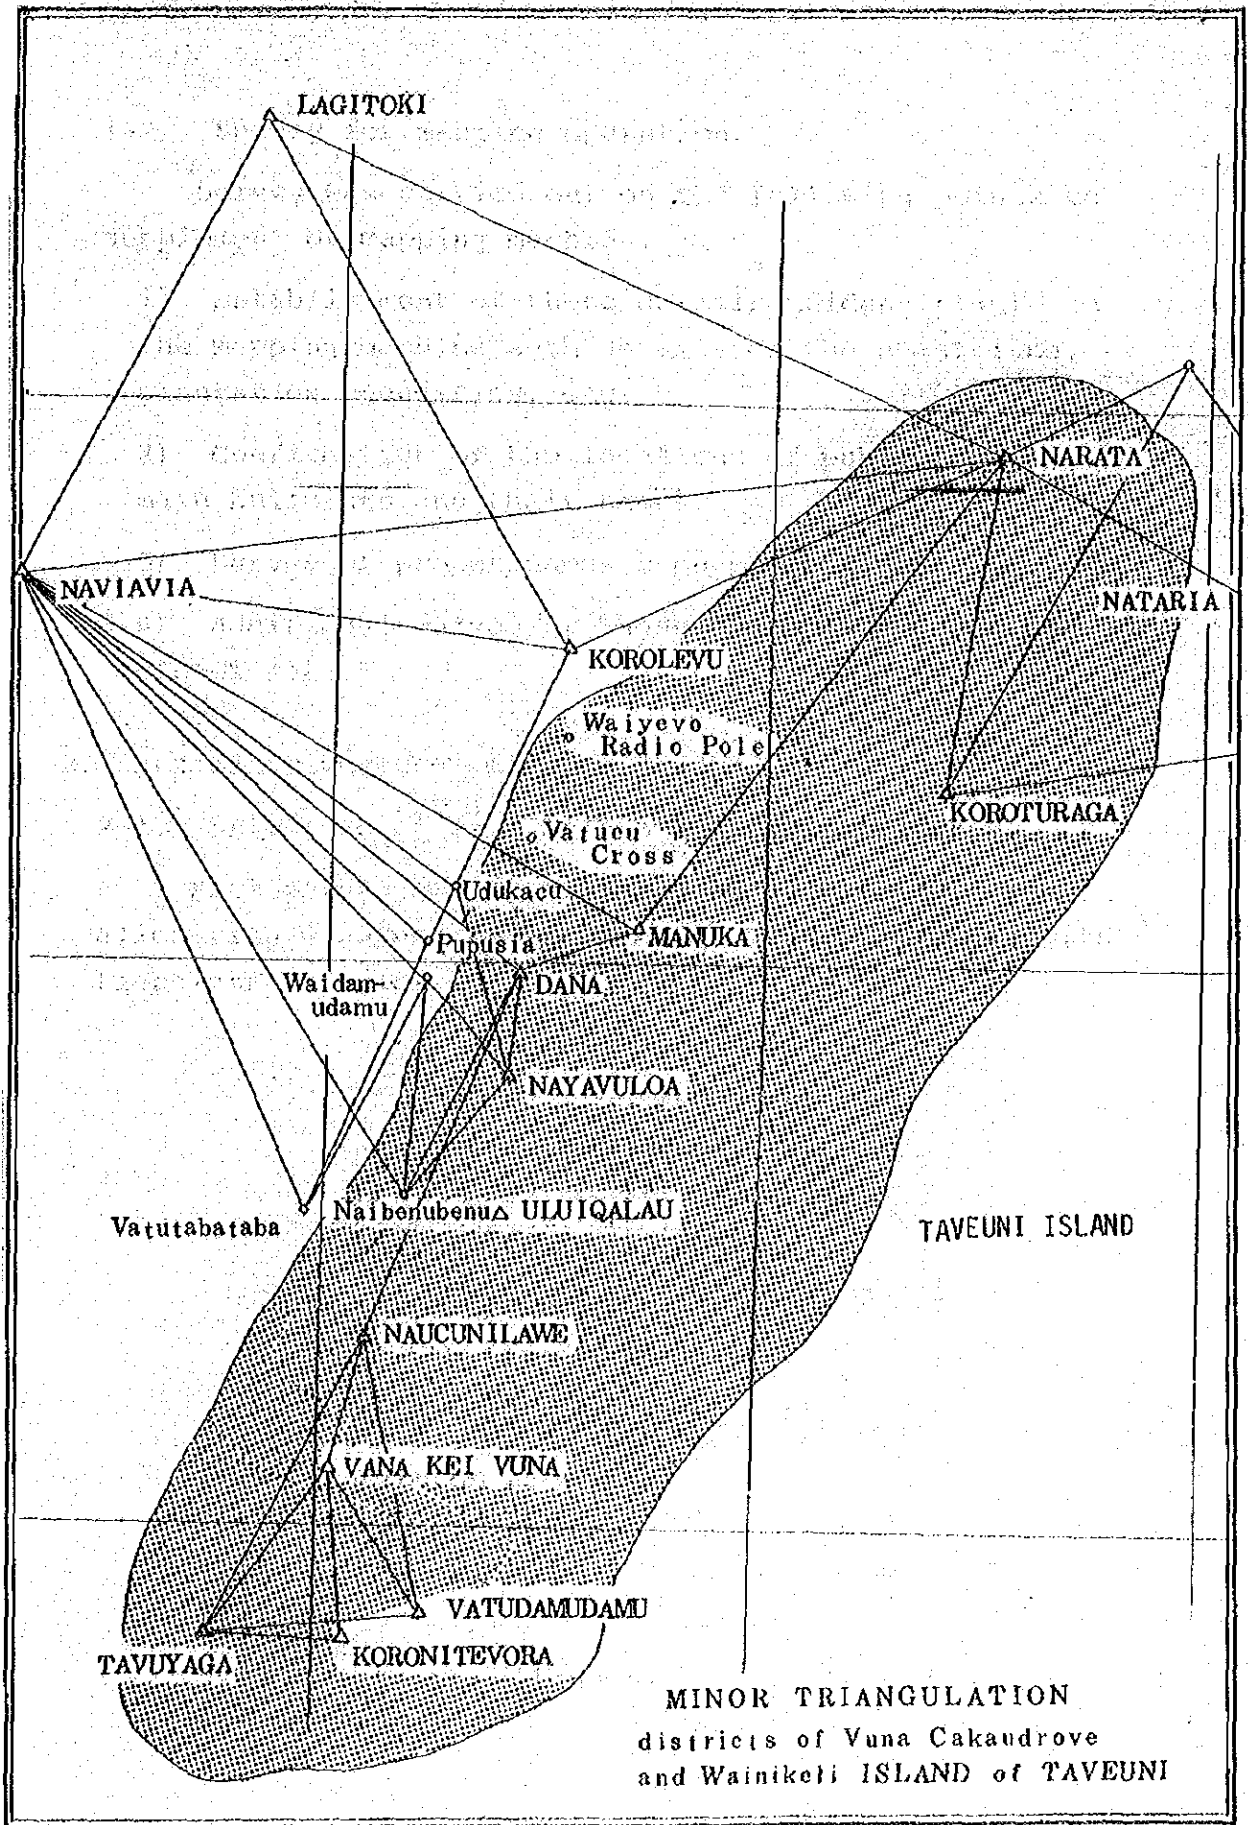 LAGITOKI
NARATA
NAVIAVIA
NATARIA
KOROLEVU
Waiyevo
Radio Pole
KOROTURAGA
Vatucu
Cross
Udukacu
MANUKA
Pupusia
Waidam-
udamu
DANA
NAYAVULOA
Vatutabataba
Naibenubenu ULUIQALAU
TAVEUNI ISLAND
NAUCUNILAWE
VANA KEI VUNA
VATUDAMUDAMU
TAVUYAGA
KORONITEVORA
MINOR TRIANGULATION
districts of Vuna Cakaudrove
and Wainikeli ISLAND of TAVEUNI